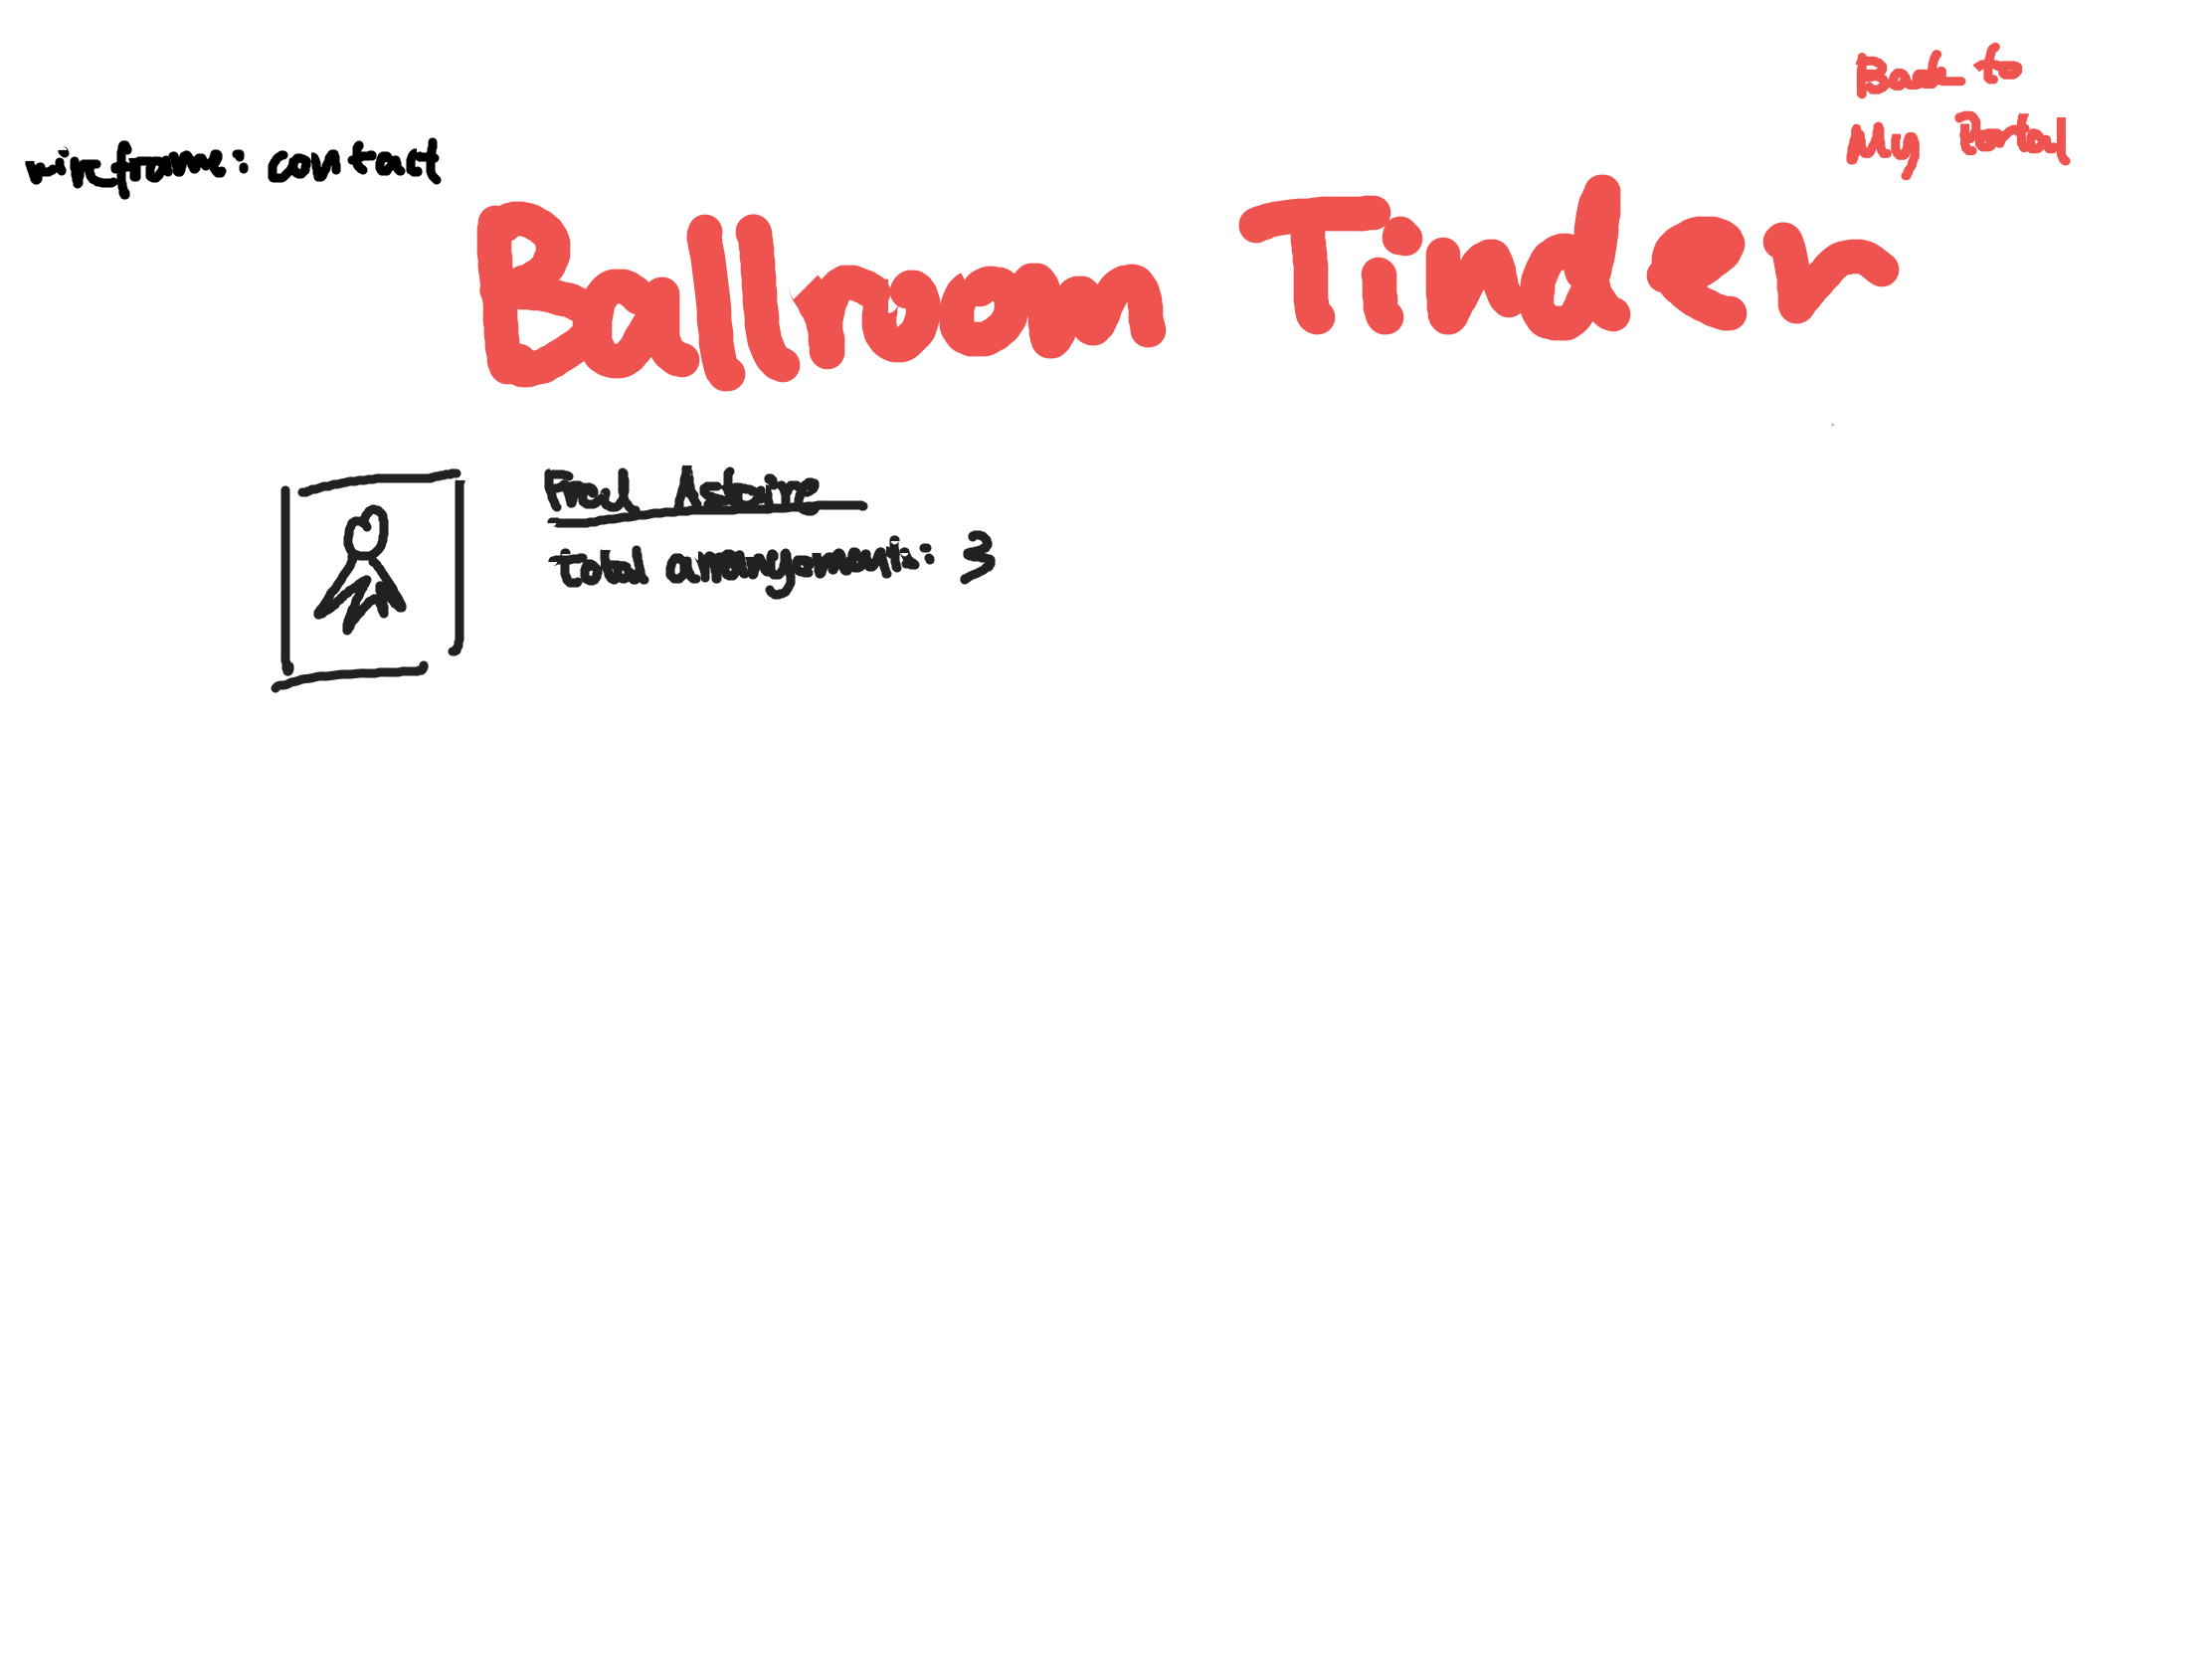 Back to
My Portal
wireframe: contact
Ballroom Tinder
Fred Astaire
Total arrangements: 3